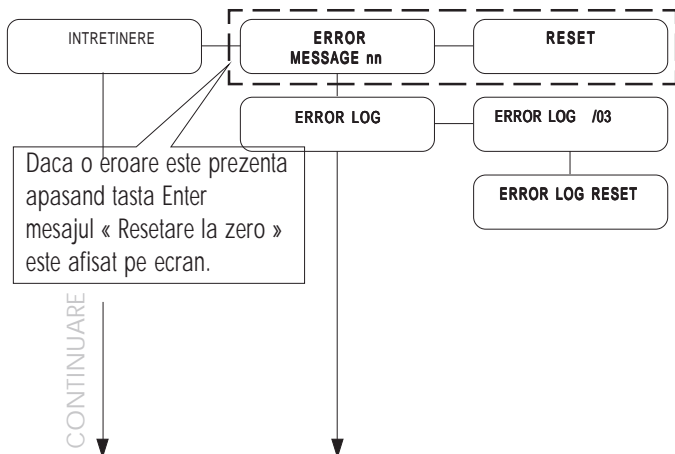 INTRETINERE
ERROR
MESSAGE nn
RESET
ERROR LOG
ERROR LOG /03
ERROR LOG RESET
Daca o eroare este prezenta
apasand tasta Enter
mesajul « Resetare la zero »
este afisat pe ecran.
CONTINUARE